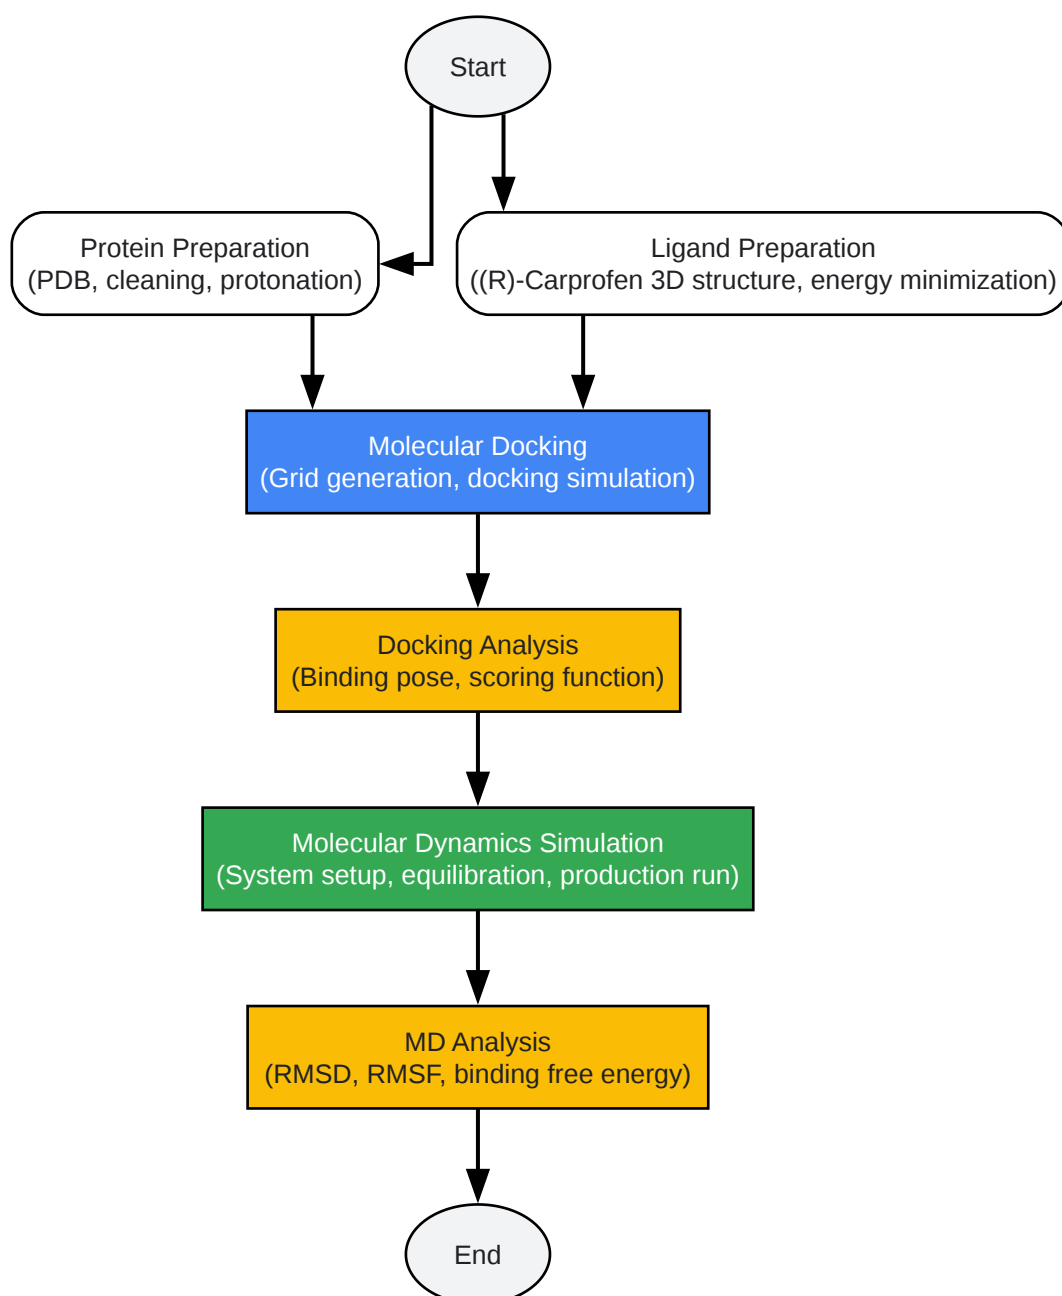 Start
Protein Preparation
(PDB, cleaning, protonation)
Ligand Preparation
((R)-Carprofen 3D structure, energy minimization)
Molecular Docking
(Grid generation, docking simulation)
Docking Analysis
(Binding pose, scoring function)
Molecular Dynamics Simulation
(System setup, equilibration, production run)
MD Analysis
(RMSD, RMSF, binding free energy)
End